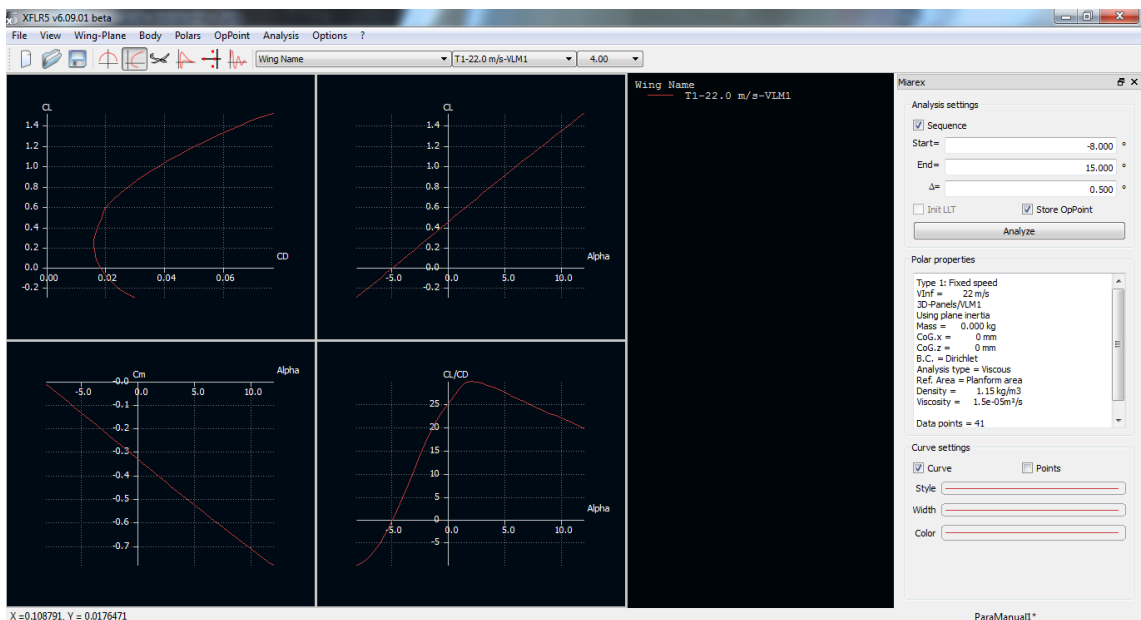 XFLR5 v6.09.01 beta
File View Wing-Plane Body Polars OpPoint Analysis Options ?
Wing Name T1-22.0 m/s-VLM1 4.00
CL
1.4
1.2
1.0
0.8
0.6
0.4
0.2
0.0
-0.2
0.00 0.02 0.04 0.06
CD
CL
1.4
1.2
1.0
0.8
0.6
0.4
0.2
0.0
-0.2
-5.0 0.0 5.0 10.0
Alpha
Wing Name
T1-22.0 m/s-VLM1
Cm
Alpha
-5.0 0.0 5.0 10.0
-0.0
-0.1
-0.2
-0.3
-0.4
-0.5
-0.6
-0.7
CL/CD
25
20
15
10
5
0
-5
-5.0 0.0 5.0 10.0
Alpha
Miarex
Analysis settings
Sequence
Start= -8.000 °
End= 15.000 °
Δ= 0.500 °
Init LLT Store OpPoint
Analyze
Polar properties
Type 1: Fixed speed
VInf = 22 m/s
3D-Panels/VLM1
Using plane inertia
Mass = 0.000 kg
CoG.x = 0 mm
CoG.z = 0 mm
B.C. = Dirichlet
Analysis type = Viscous
Ref. Area = Planform area
Density = 1.15 kg/m3
Viscosity = 1.5e-05m²/s
Data points = 41
Curve settings
Curve Points
Style
Width
Color
X =0.108791, Y = 0.0176471
ParaManual1*